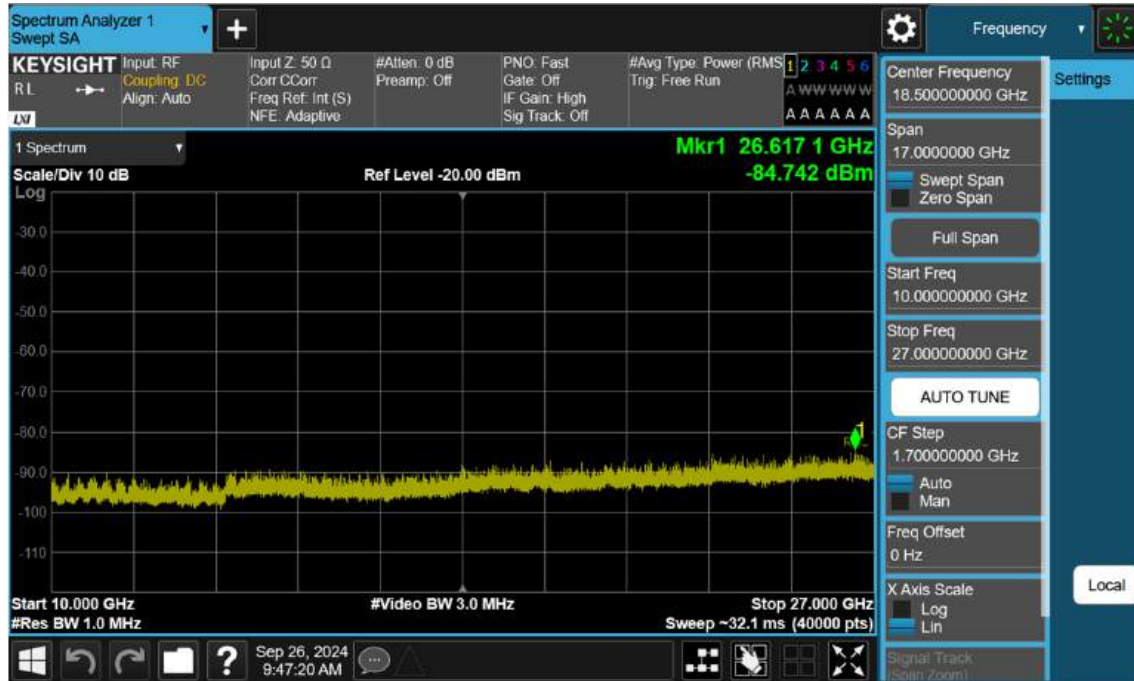 Spectrum Analyzer 1
Swept SA
Frequency
KEYSIGHT
RL
LXI
Input: RF
Coupling: DC
Align: Auto
Input Z: 50 Ω
Corr CCorr
Freq Ref: Int (S)
NFE: Adaptive
#Atten: 0 dB
Preamp: Off
PNO: Fast
Gate: Off
IF Gain: High
Sig Track: Off
#Avg Type: Power (RMS
Trig: Free Run
1 2 3 4 5 6
A W W W W W
A A A A A A
1 Spectrum
Mkr1 26.617 1 GHz
Scale/Div 10 dB
Ref Level -20.00 dBm
-84.742 dBm
Log
-30.0
-40.0
-50.0
-60.0
-70.0
-80.0
-90.0
-100
-110
1
Start 10.000 GHz
#Video BW 3.0 MHz
Stop 27.000 GHz
#Res BW 1.0 MHz
Sweep ~32.1 ms (40000 pts)
Sep 26, 2024
9:47:20 AM
Center Frequency
18.500000000 GHz
Span
17.0000000 GHz
Swept Span
Zero Span
Full Span
Start Freq
10.000000000 GHz
Stop Freq
27.000000000 GHz
AUTO TUNE
CF Step
1.700000000 GHz
Auto
Man
Freq Offset
0 Hz
X Axis Scale
Log
Lin
Signal Track
(Span Zoom)
Settings
Local